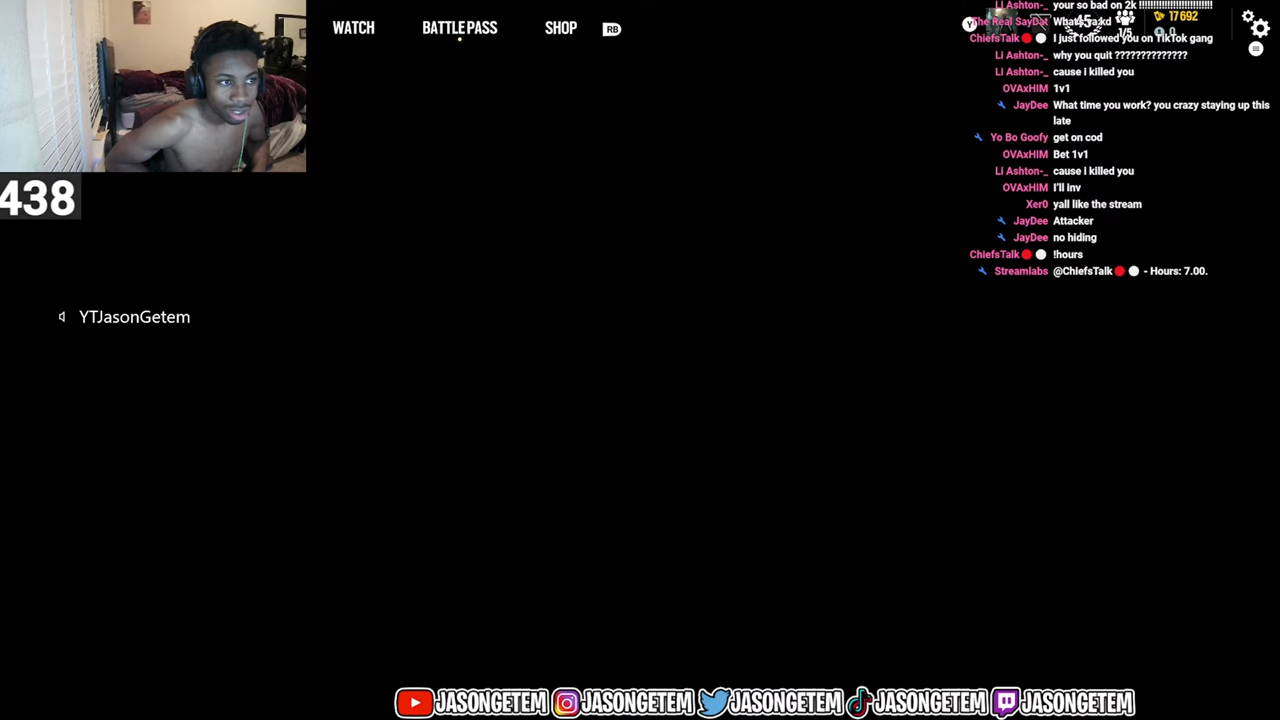 WATCH BATTLE PASS SHOP RB
Y 45 1/5 17692 0
438
YTJasonGetem
Li Ashton-_ your so bad on 2k !!!!!!!!!!!!!!!!!!!!!!!!
The Real SayDat
ChiefsTalk I just followed you on TikTok gang
Li Ashton-_ why you quit ??????????????
Li Ashton-_ cause i killed you
OVAxHIM 1v1
JayDee What time you work? you crazy staying up this
late
Yo Bo Goofy get on cod
OVAxHIM Bet 1v1
Li Ashton-_ cause i killed you
OVAxHIM I'll inv
Xer0 yall like the stream
JayDee Attacker
JayDee no hiding
ChiefsTalk !hours
Streamlabs @ChiefsTalk - Hours: 7.00.
JASONGETEM JASONGETEM JASONGETEM JASONGETEM JASONGETEM